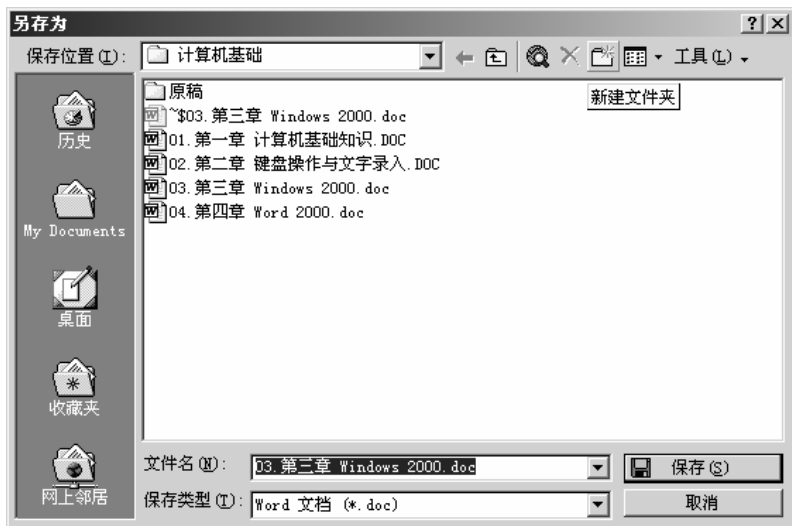 另存为
保存位置(I): 计算机基础 工具(L)
新建文件夹
历史
My Documents
桌面
收藏夹
网上邻居
原稿
~$03.第三章 Windows 2000.doc
01.第一章 计算机基础知识.DOC
02.第二章 键盘操作与文字录入.DOC
03.第三章 Windows 2000.doc
04.第四章 Word 2000.doc
文件名(N): 03.第三章 Windows 2000.doc 保存(S)
保存类型(T): Word 文档 (*.doc) 取消